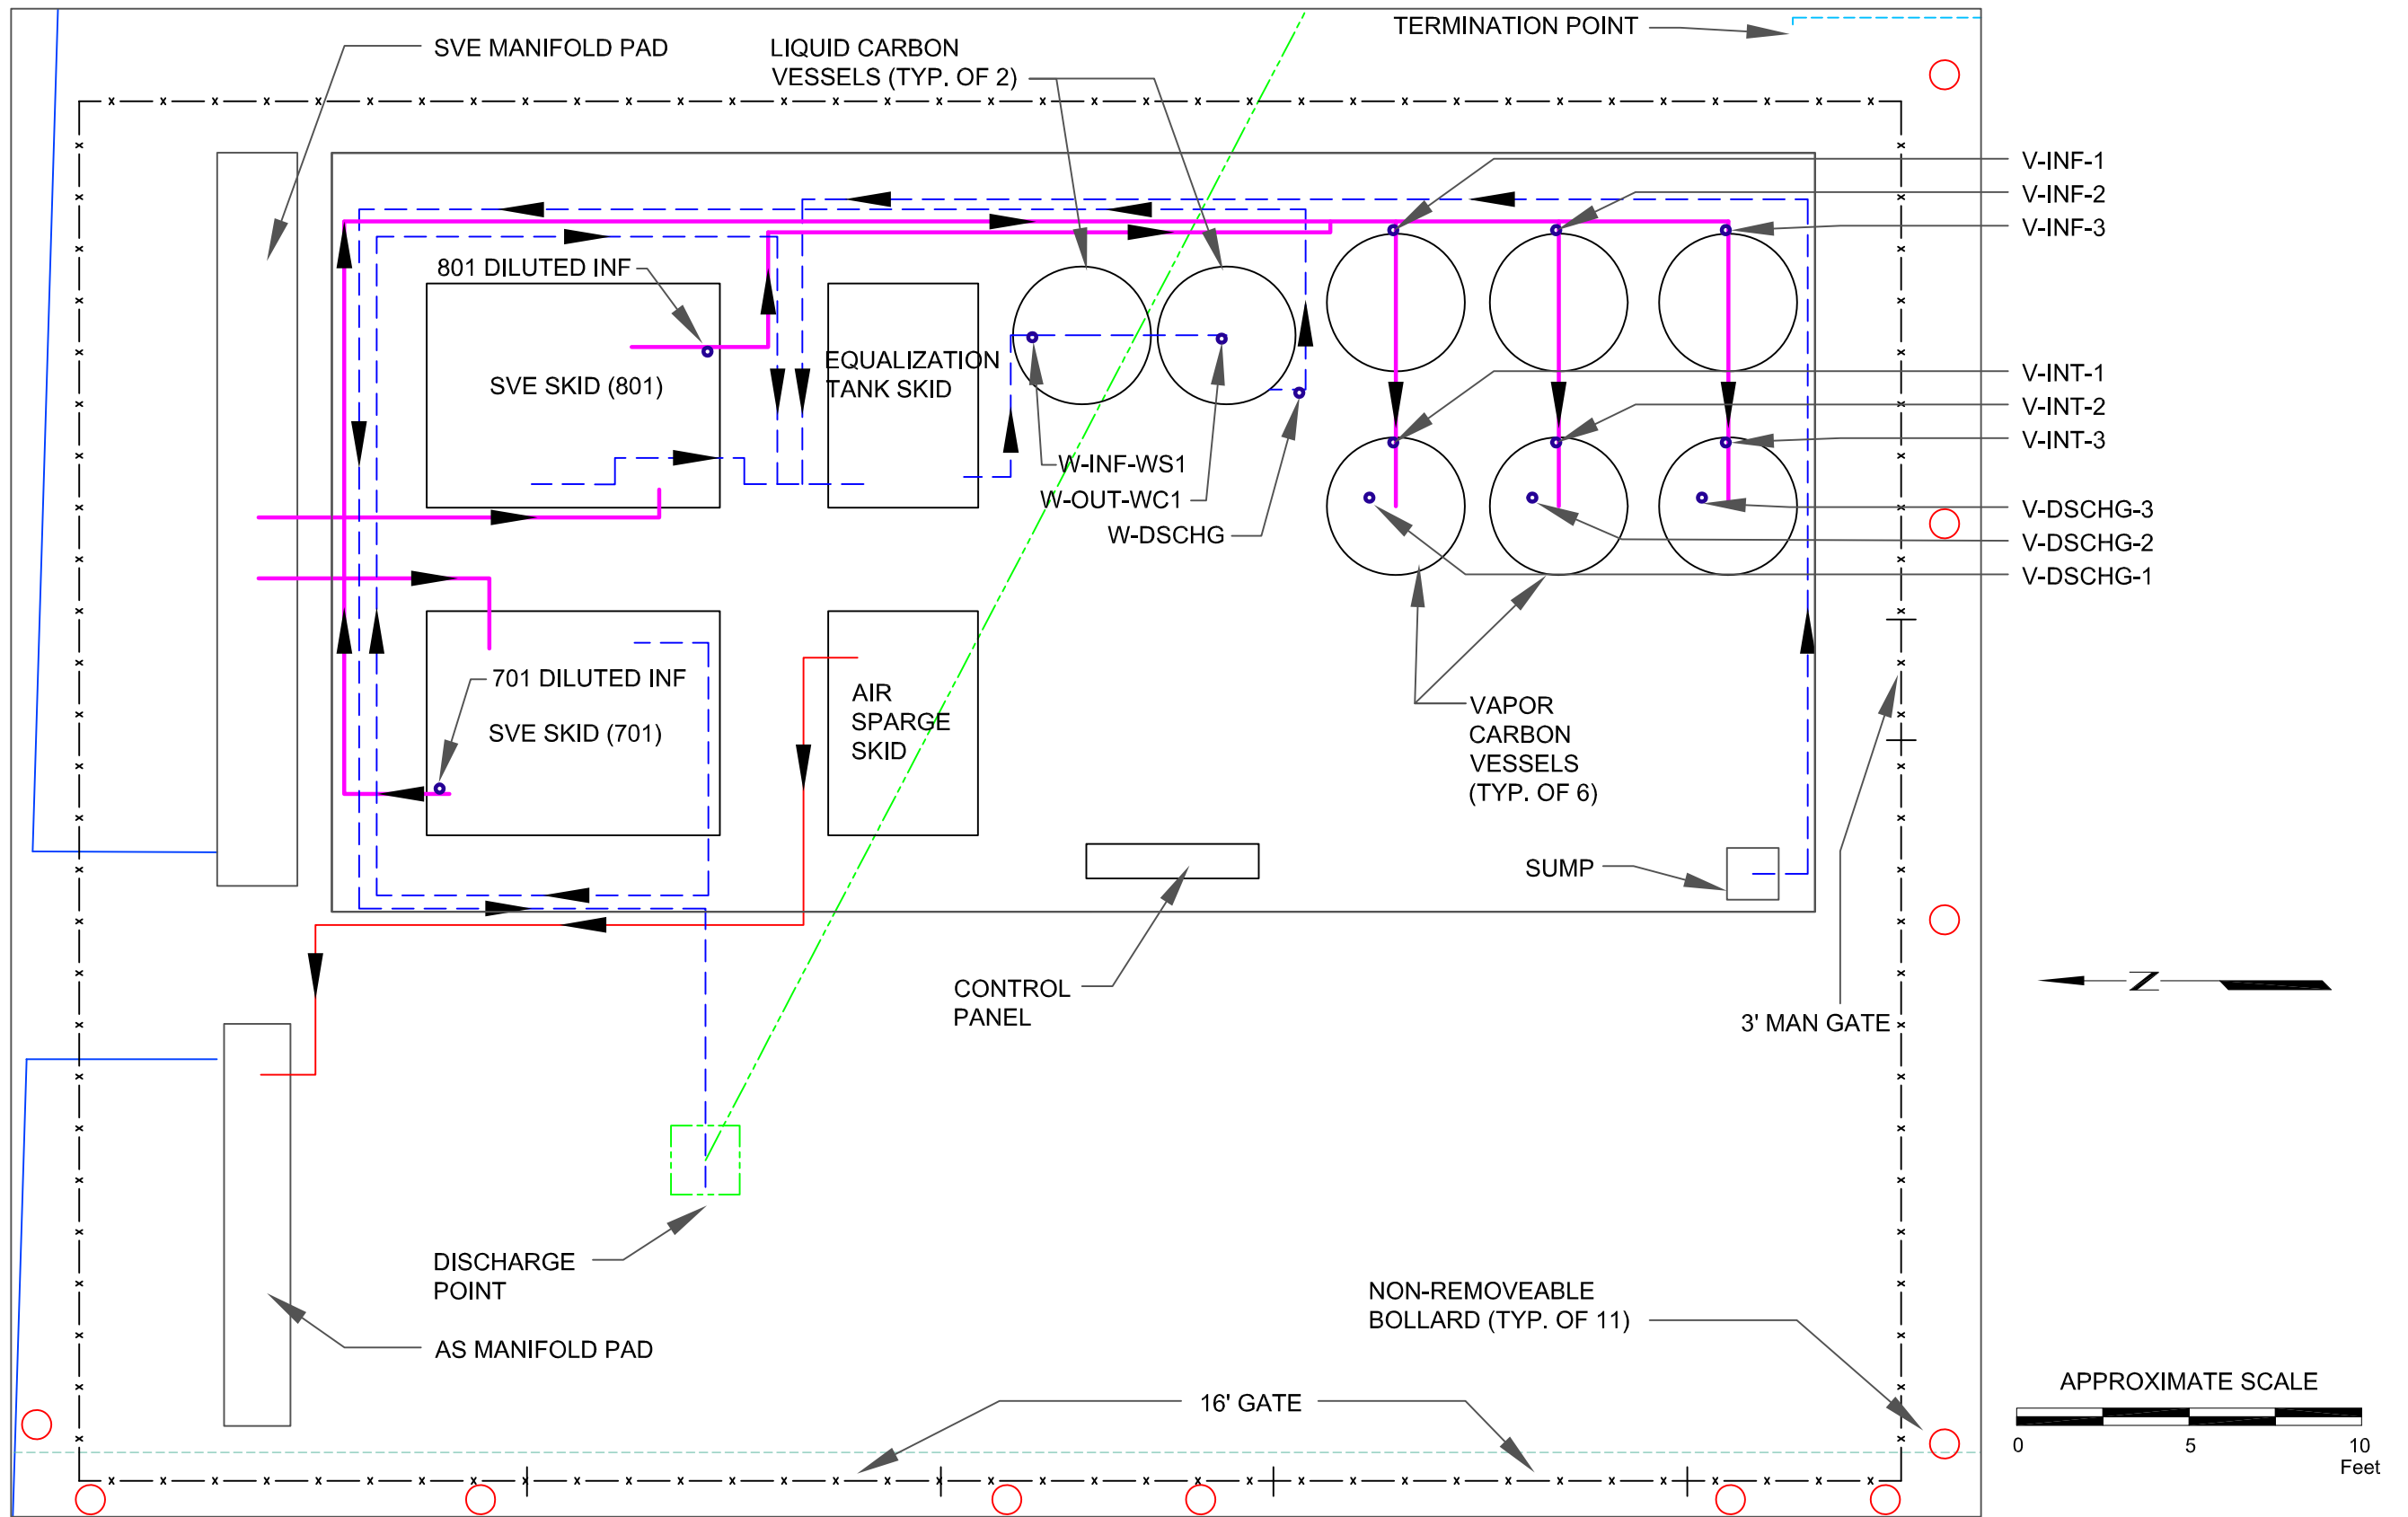 TERMINATION POINT
SVE MANIFOLD PAD
LIQUID CARBON
VESSELS (TYP. OF 2)
V-INF-1
V-INF-2
V-INF-3
801 DILUTED INF
SVE SKID (801)
EQUALIZATION
TANK SKID
V-INT-1
V-INT-2
V-INT-3
W-INF-WS1
W-OUT-WC1
W-DSCHG
V-DSCHG-3
V-DSCHG-2
V-DSCHG-1
701 DILUTED INF
SVE SKID (701)
AIR
SPARGE
SKID
VAPOR
CARBON
VESSELS
(TYP. OF 6)
SUMP
CONTROL
PANEL
3' MAN GATE
N
DISCHARGE
POINT
AS MANIFOLD PAD
NON-REMOVEABLE
BOLLARD (TYP. OF 11)
16' GATE
APPROXIMATE SCALE
0 5 10
Feet